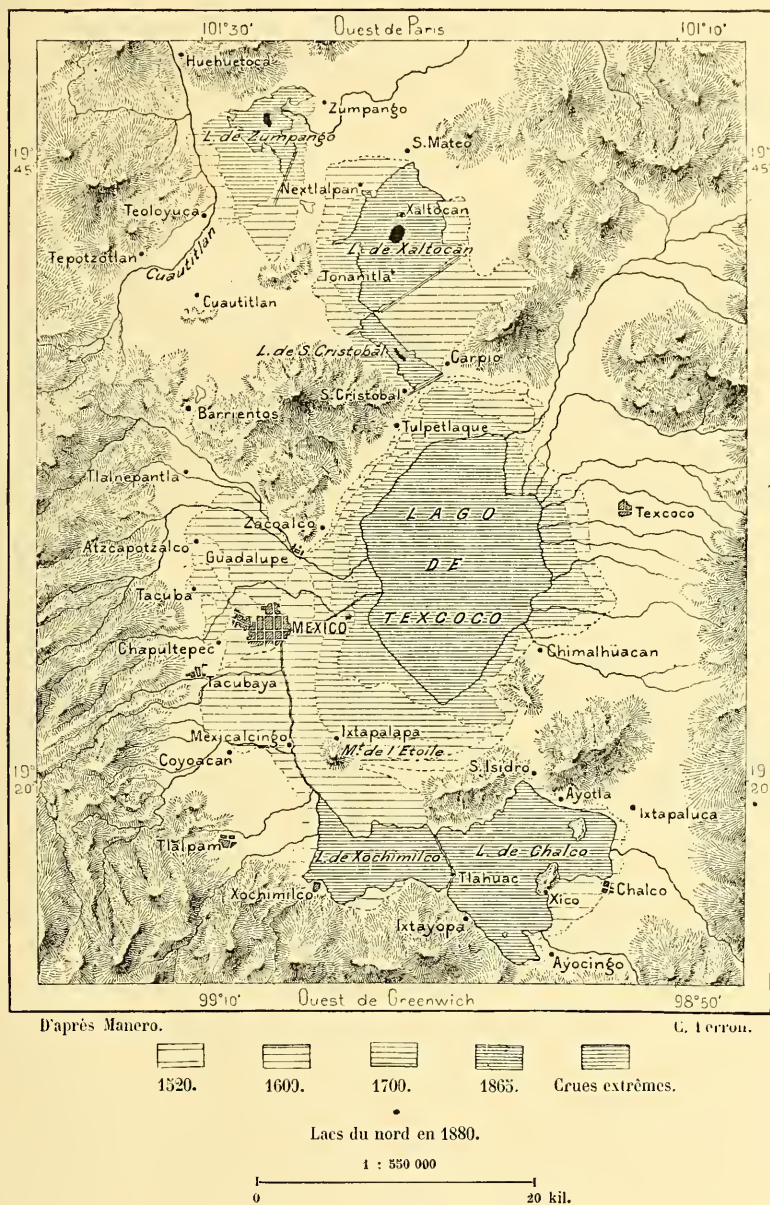 101°30' Ouest de Paris 101°10'
Huehuetoca
Zumpango
L. de Zumpango
S. Mateo
19°
45'
19°
45'
Nextlalpan
Xaltocan
Teoloyuca
L. de Xaltocan
Tepotzotlan
Cuautitlan
Tonanitla
Cuautitlan
L. de S. Cristobal
Carpio
S. Cristobal
Barrientos
Tulpetlaque
Tlalnepantla
LAGO
Texcoco
Zacoalco
Atzcapotzalco
Guadalupe
DE
Tacuba
TEXCOCO
MEXICO
Chapultepec
Chimalhuacan
Tacubaya
Mexicalcingo
Ixtapalapa
Mt. de l'Etoile
Coyoacan
S. Isidro
19°
20'
19°
20'
Ayotla
Ixtapaluca
Tlalpam
L. de Xochimilco
L. de Chalco
Tlahuac
Xochimilco
Xico
Chalco
Ixtayopa
Ayocingo
99°10' Ouest de Greenwich 98°50'
D'après Manero.
C. Perron.
1520. 1600. 1700. 1865. Crues extrêmes.
Lacs du nord en 1880.
1 : 550 000
0 20 kil.